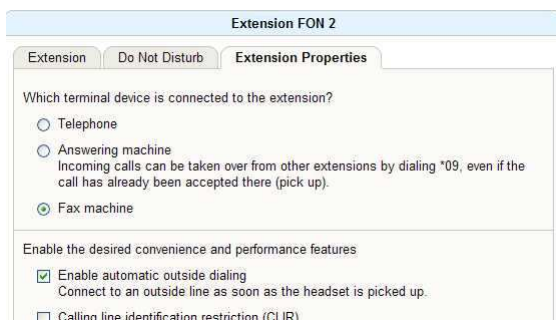 Extension FON 2
Extension Do Not Disturb Extension Properties
Which terminal device is connected to the extension?
Telephone
Answering machine
Incoming calls can be taken over from other extensions by dialing *09, even if the
call has already been accepted there (pick up).
Fax machine
Enable the desired convenience and performance features
Enable automatic outside dialing
Connect to an outside line as soon as the headset is picked up.
Calling line identification restriction (CLIR)